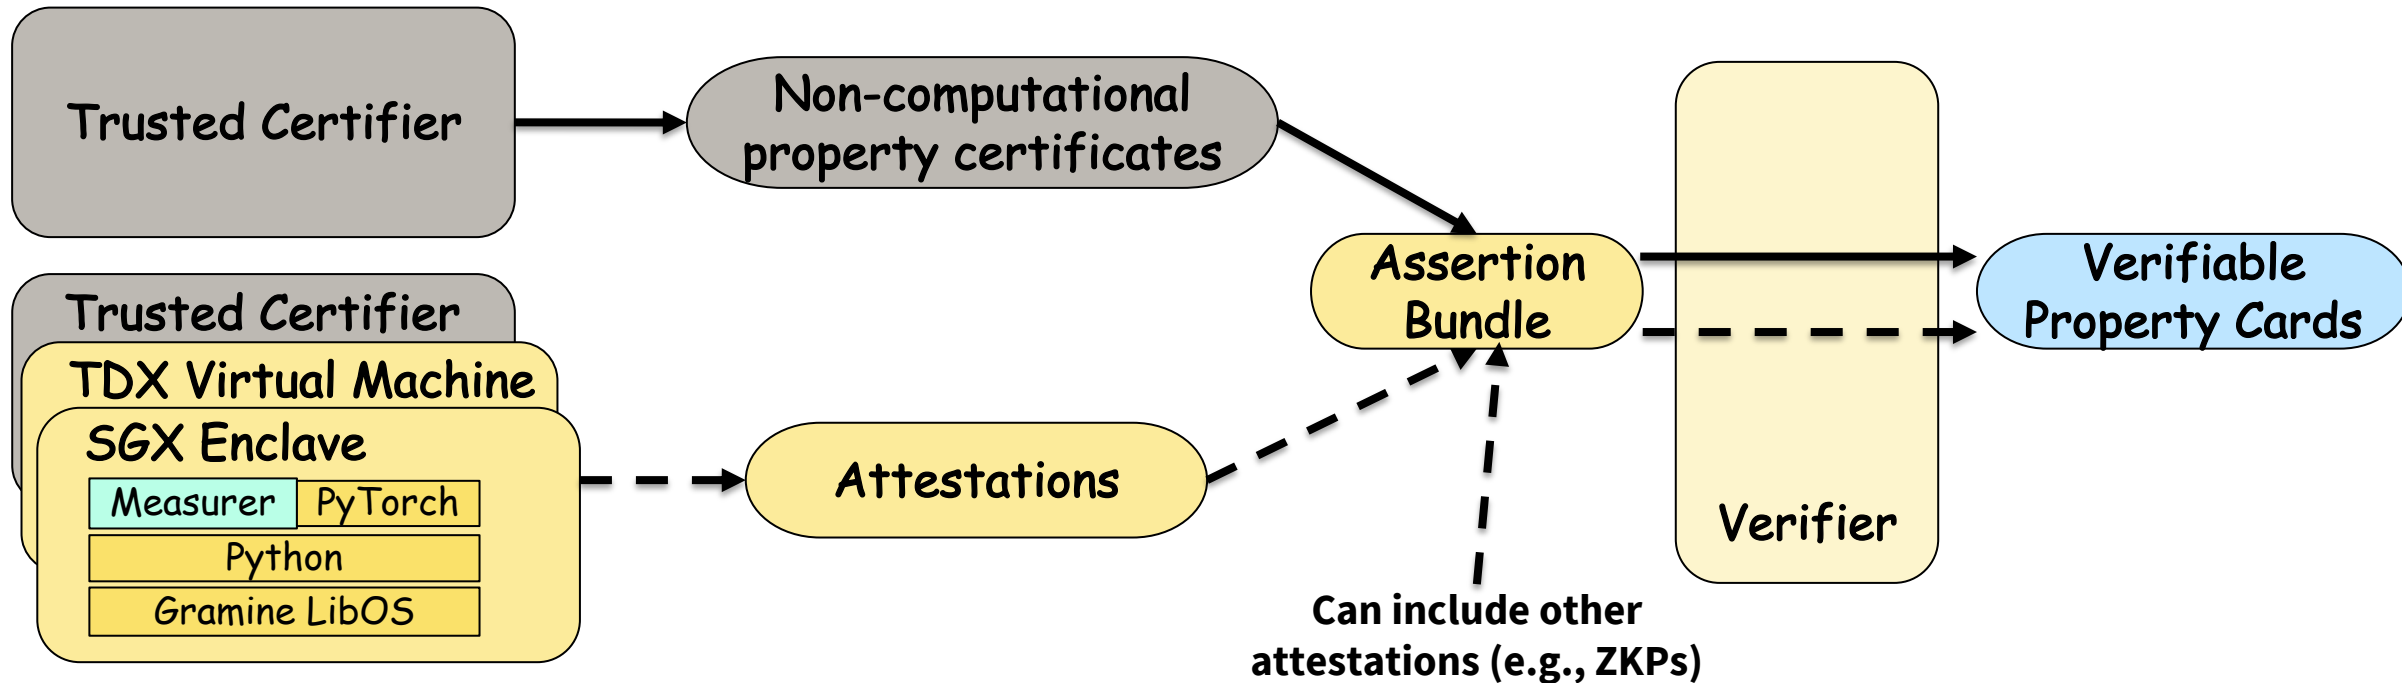 Trusted Certifier
Non-computational
property certificates
Assertion
Bundle
Verifiable
Property Cards
Trusted Certifier
TDX Virtual Machine
SGX Enclave
Measurer
PyTorch
Python
Gramine LibOS
Attestations
Verifier
Can include other
attestations (e.g., ZKPs)